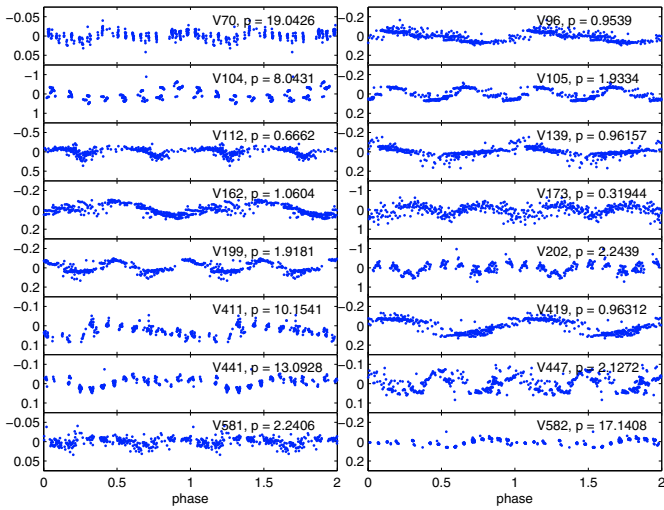 −0.05
0
0.05
V70, p = 19.0426
−0.2
0
0.2
V96, p = 0.9539
−1
0
1
V104, p = 8.0431
−0.2
0
0.2
V105, p = 1.9334
−0.5
0
0.5
V112, p = 0.6662
−0.2
0
0.2
V139, p = 0.96157
−0.2
0
0.2
V162, p = 1.0604
−1
0
1
V173, p = 0.31944
−0.2
0
0.2
V199, p = 1.9181
−1
0
1
V202, p = 2.2439
−0.1
0
0.1
V411, p = 10.1541
−0.2
0
0.2
V419, p = 0.96312
−0.1
0
0.1
V441, p = 13.0928
−0.1
0
0.1
V447, p = 2.1272
−0.05
0
0.05
V581, p = 2.2406
−0.2
0
0.2
V582, p = 17.1408
0 0.5 1 1.5 2
0 0.5 1 1.5 2
phase
phase